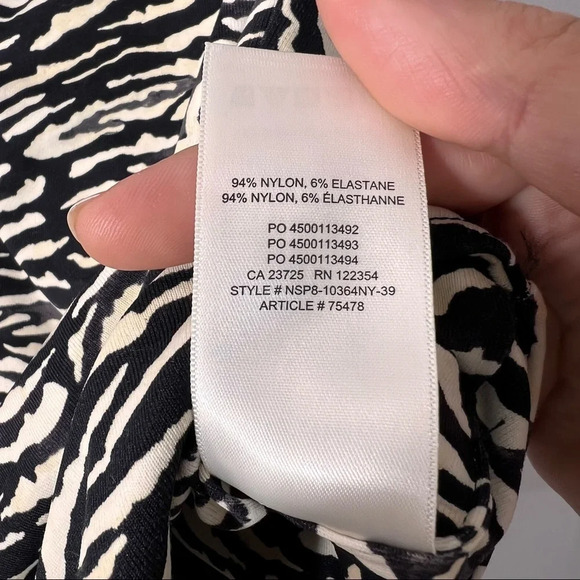 94% NYLON, 6% ELASTANE
94% NYLON, 6% ÉLASTHANNE
PO 4500113492
PO 4500113493
PO 4500113494
CA 23725 RN 122354
STYLE # NSP8-10364NY-39
ARTICLE # 75478